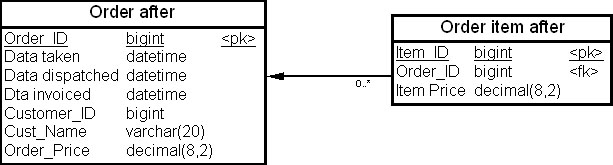 Order after
Order_ID bigint <pk>
Data taken datetime
Data dispatched datetime
Dta invoiced datetime
Customer_ID bigint
Cust_Name varchar(20)
Order_Price decimal(8,2)
0..*
Order item after
Item_ID bigint <pk>
Order_ID bigint <fk>
Item Price decimal(8,2)